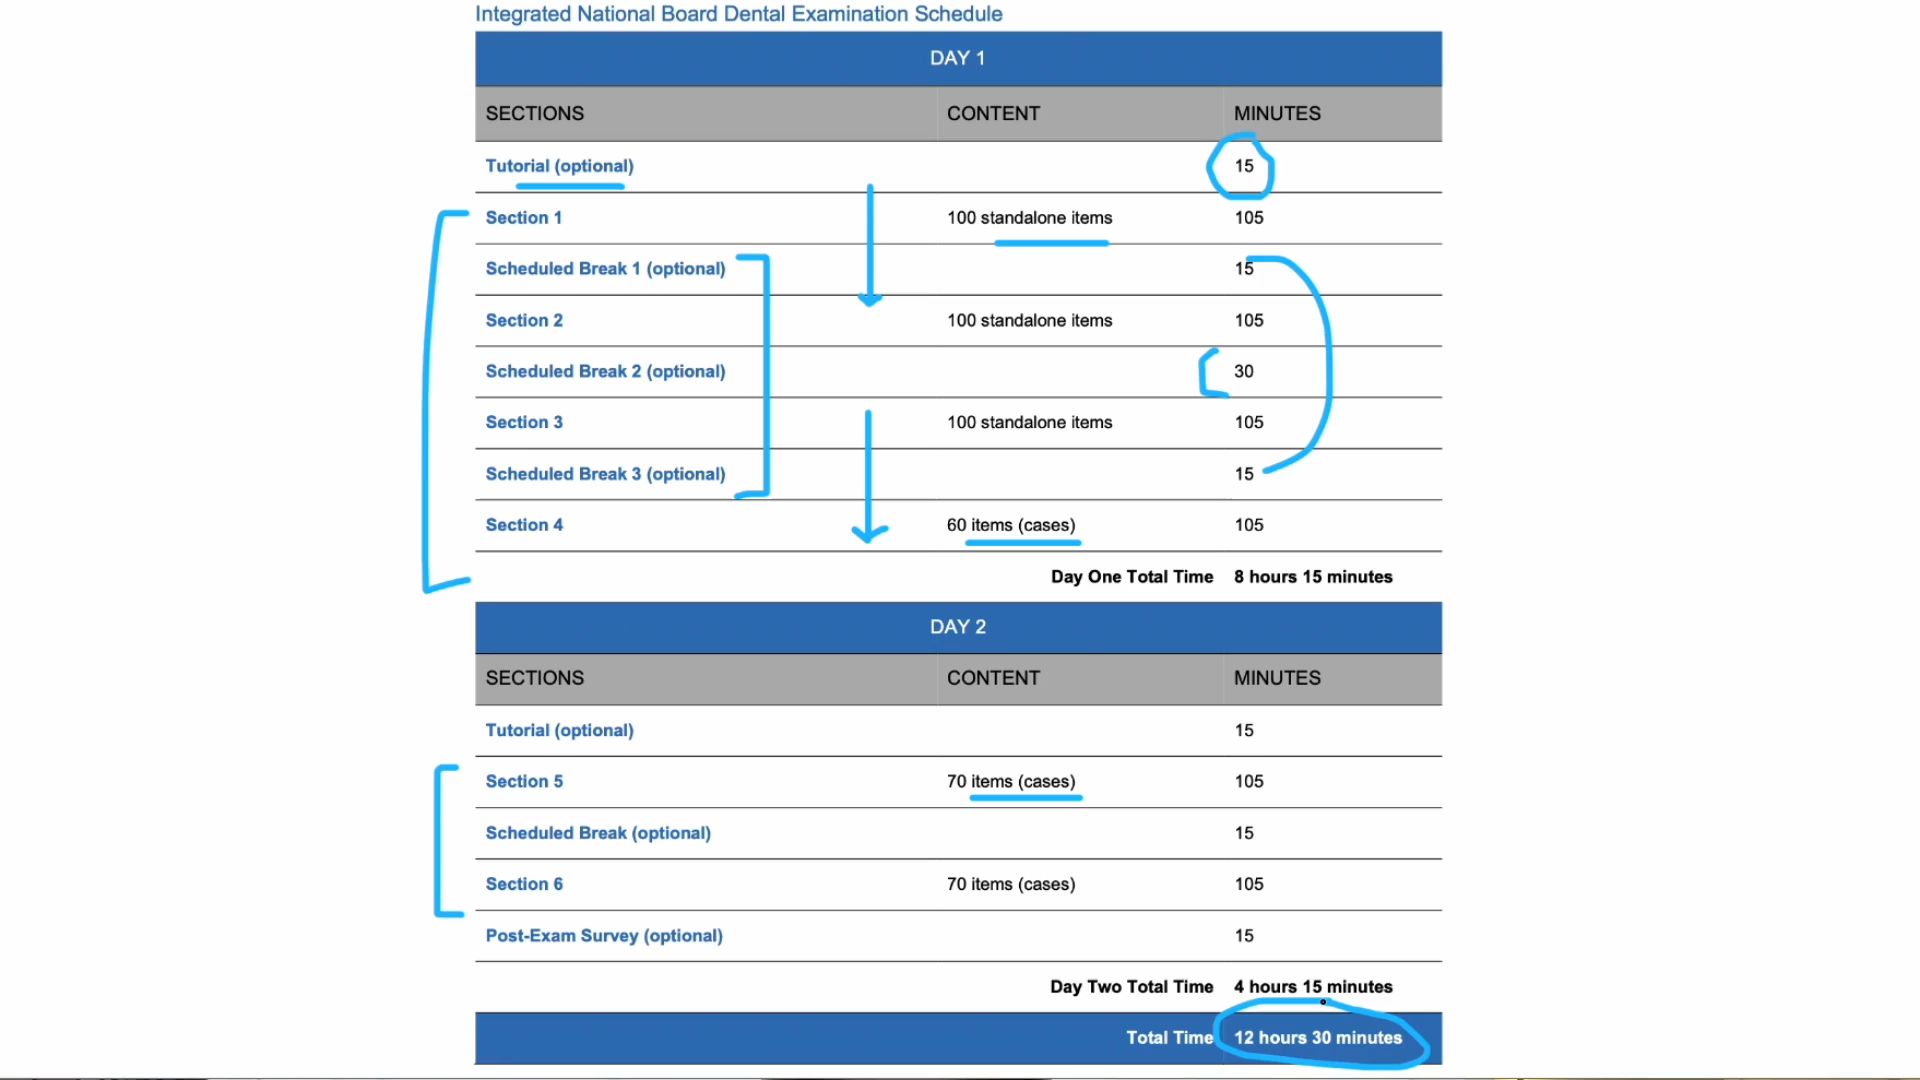 Integrated National Board Dental Examination Schedule
DAY 1
SECTIONS CONTENT MINUTES
Tutorial (optional) 15
Section 1 100 standalone items 105
Scheduled Break 1 (optional) 15
Section 2 100 standalone items 105
Scheduled Break 2 (optional) 30
Section 3 100 standalone items 105
Scheduled Break 3 (optional) 15
Section 4 60 items (cases) 105
Day One Total Time 8 hours 15 minutes
DAY 2
SECTIONS CONTENT MINUTES
Tutorial (optional) 15
Section 5 70 items (cases) 105
Scheduled Break (optional) 15
Section 6 70 items (cases) 105
Post-Exam Survey (optional) 15
Day Two Total Time 4 hours 15 minutes
Total Time 12 hours 30 minutes